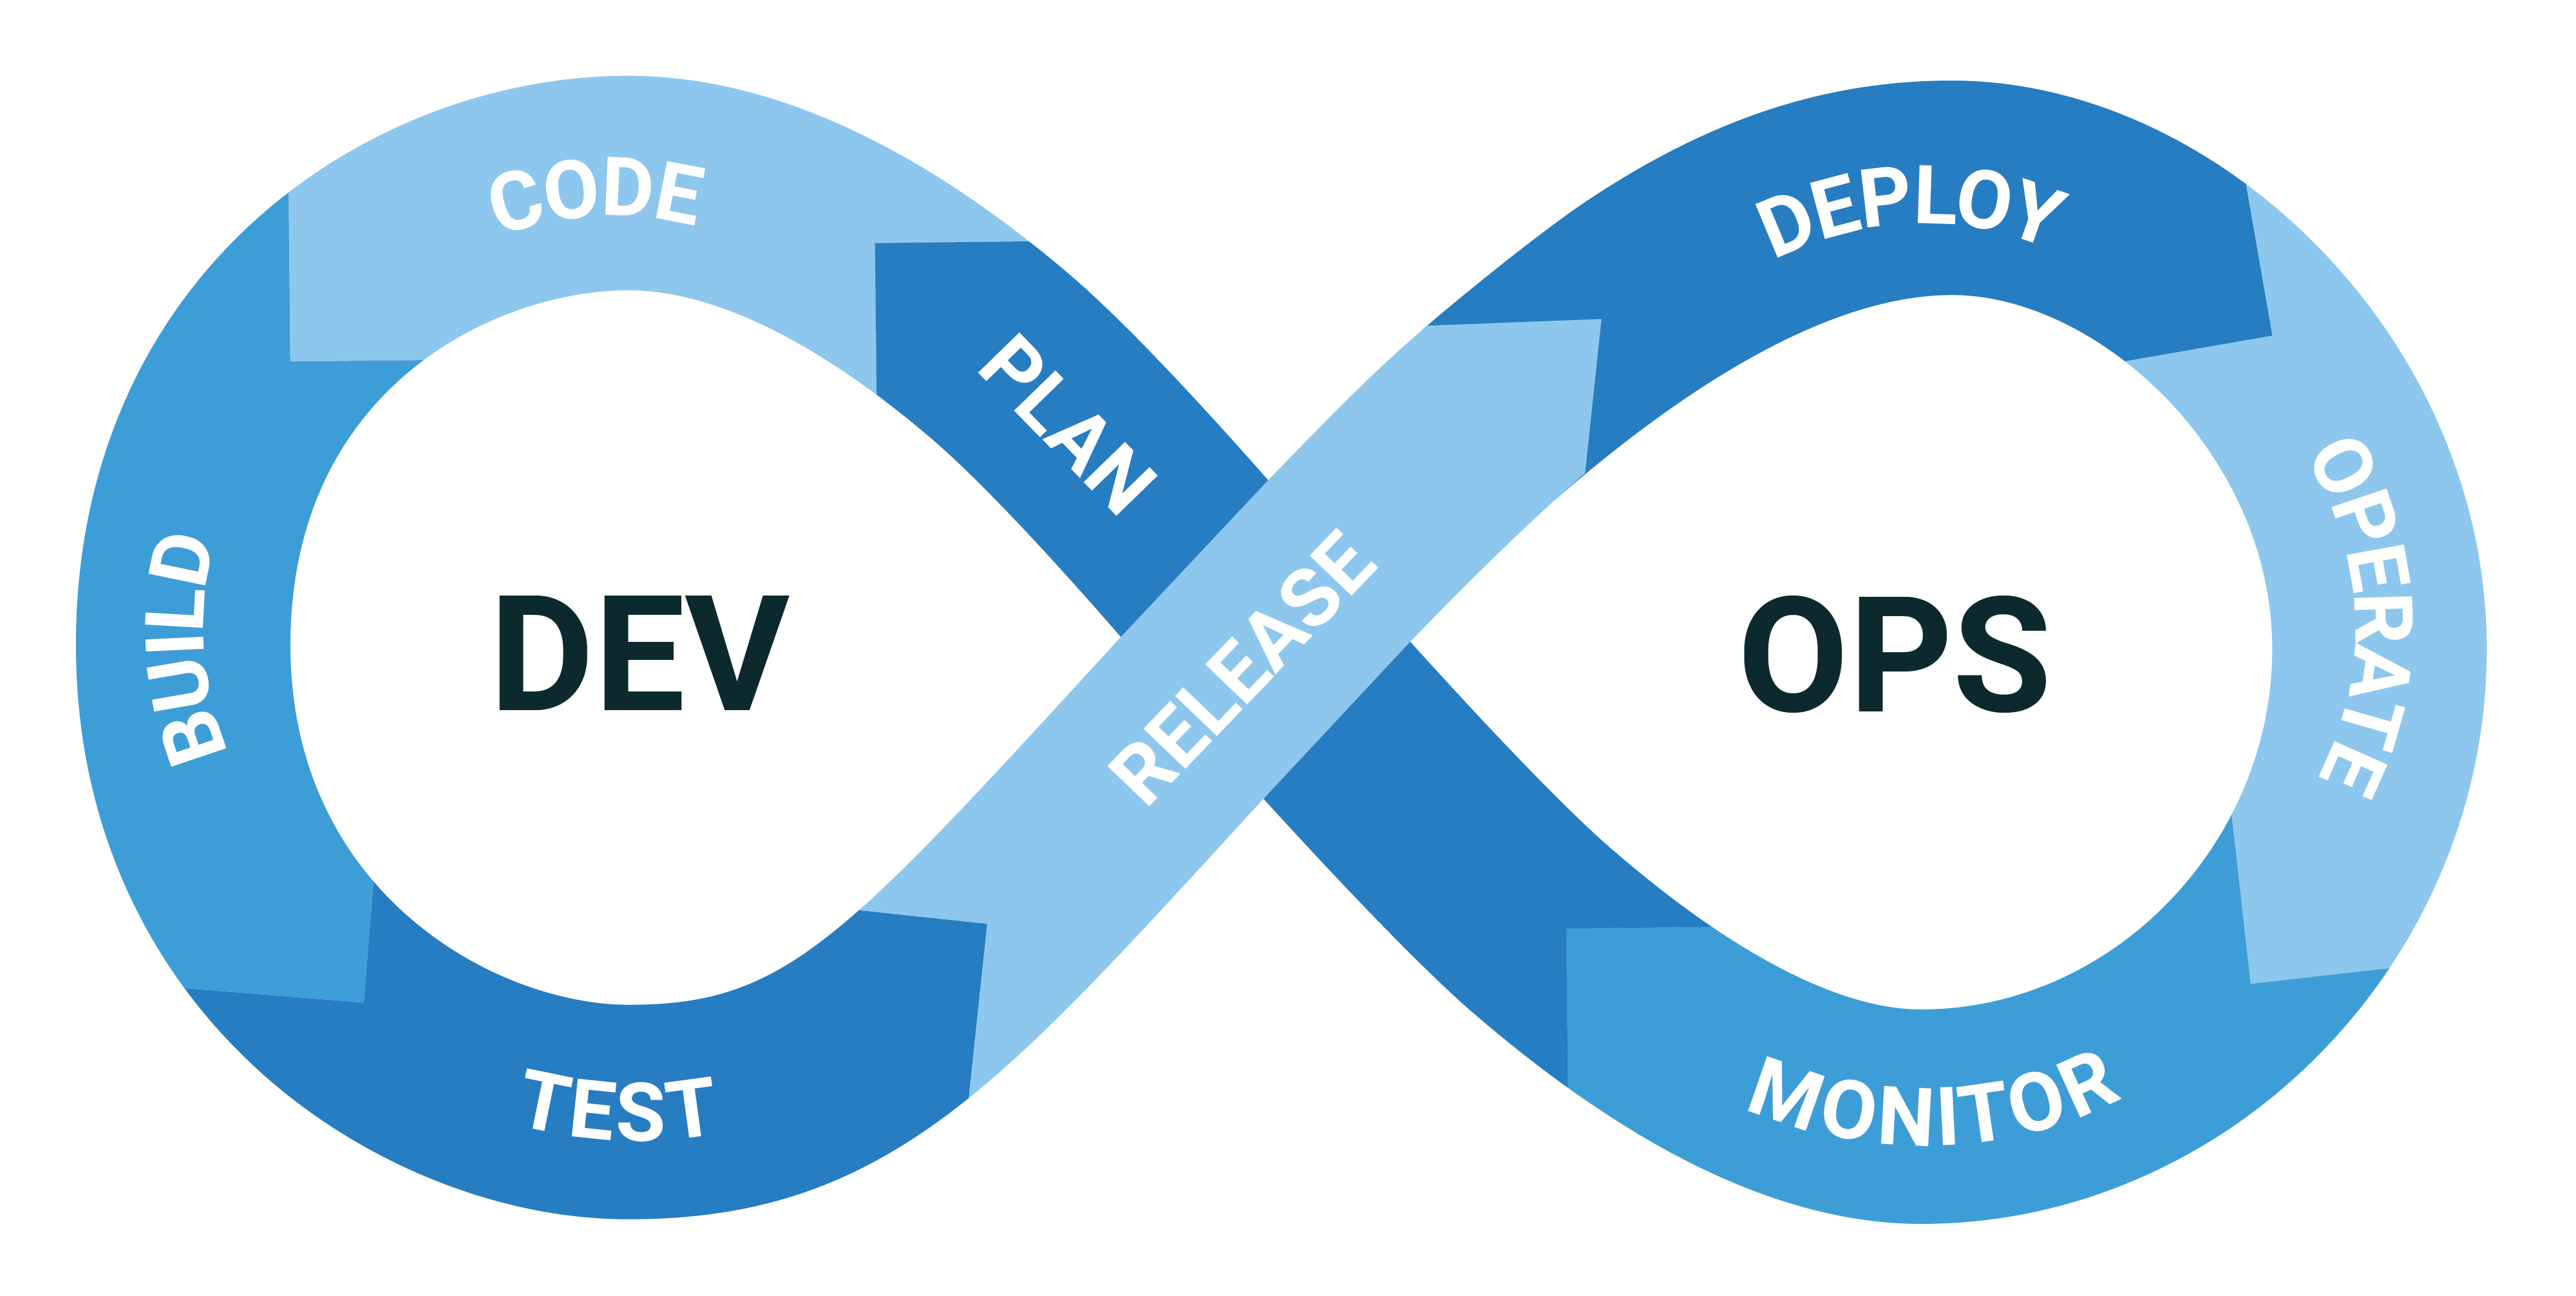 CODE
DEPLOY
PLAN
OPERATE
BUILD
DEV
OPS
RELEASE
TEST
MONITOR